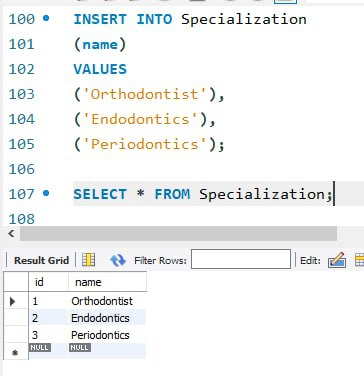 100 INSERT INTO Specialization
101 (name)
102 VALUES
103 ('Orthodontist'),
104 ('Endodontics'),
105 ('Periodontics');
106
107 SELECT * FROM Specialization;
108
Result Grid Filter Rows: Edit:
id name
1 Orthodontist
2 Endodontics
3 Periodontics
NULL NULL